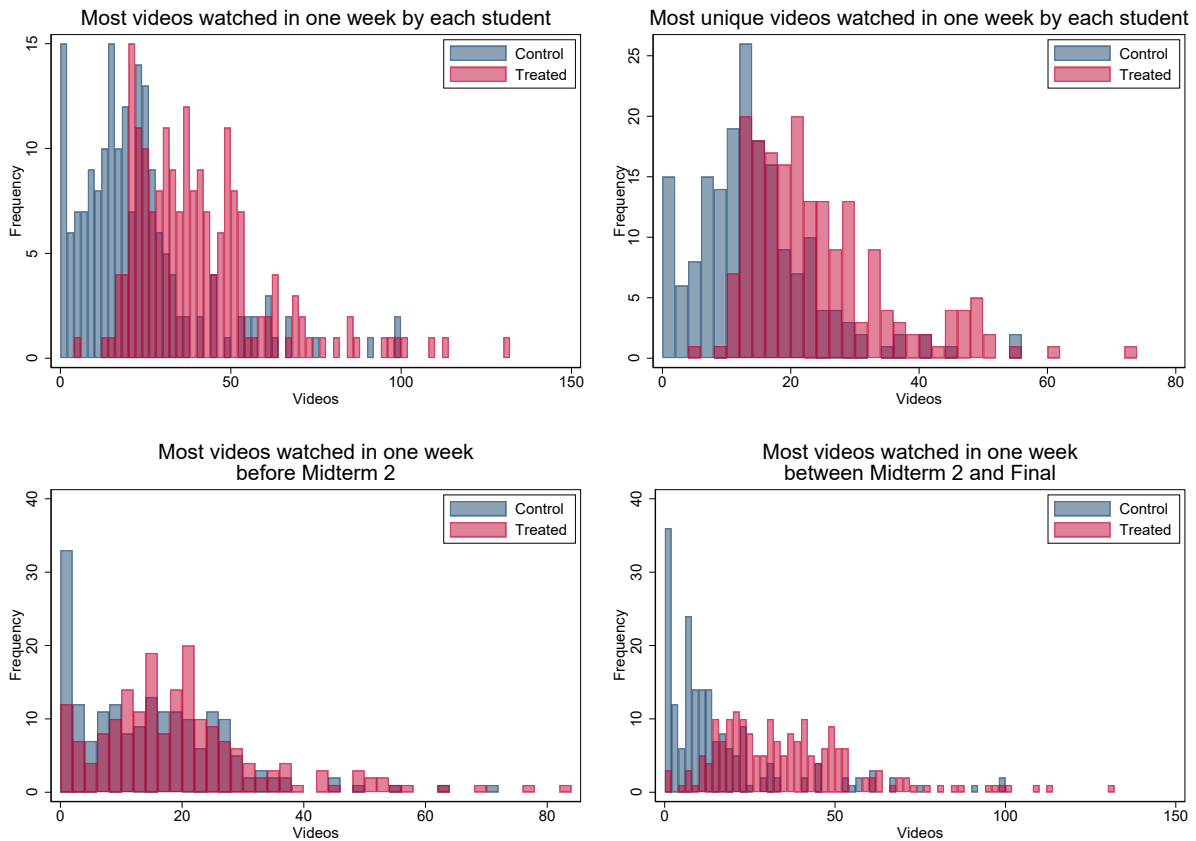 Most videos watched in one week by each student
15
10
5
0
Frequency
Control
Treated
0
50
100
150
Videos
Most unique videos watched in one week by each student
25
20
15
10
5
0
Frequency
Control
Treated
0
20
40
60
80
Videos
Most videos watched in one week
before Midterm 2
40
30
20
10
0
Frequency
Control
Treated
0
20
40
60
80
Videos
Most videos watched in one week
between Midterm 2 and Final
40
30
20
10
0
Frequency
Control
Treated
0
50
100
150
Videos